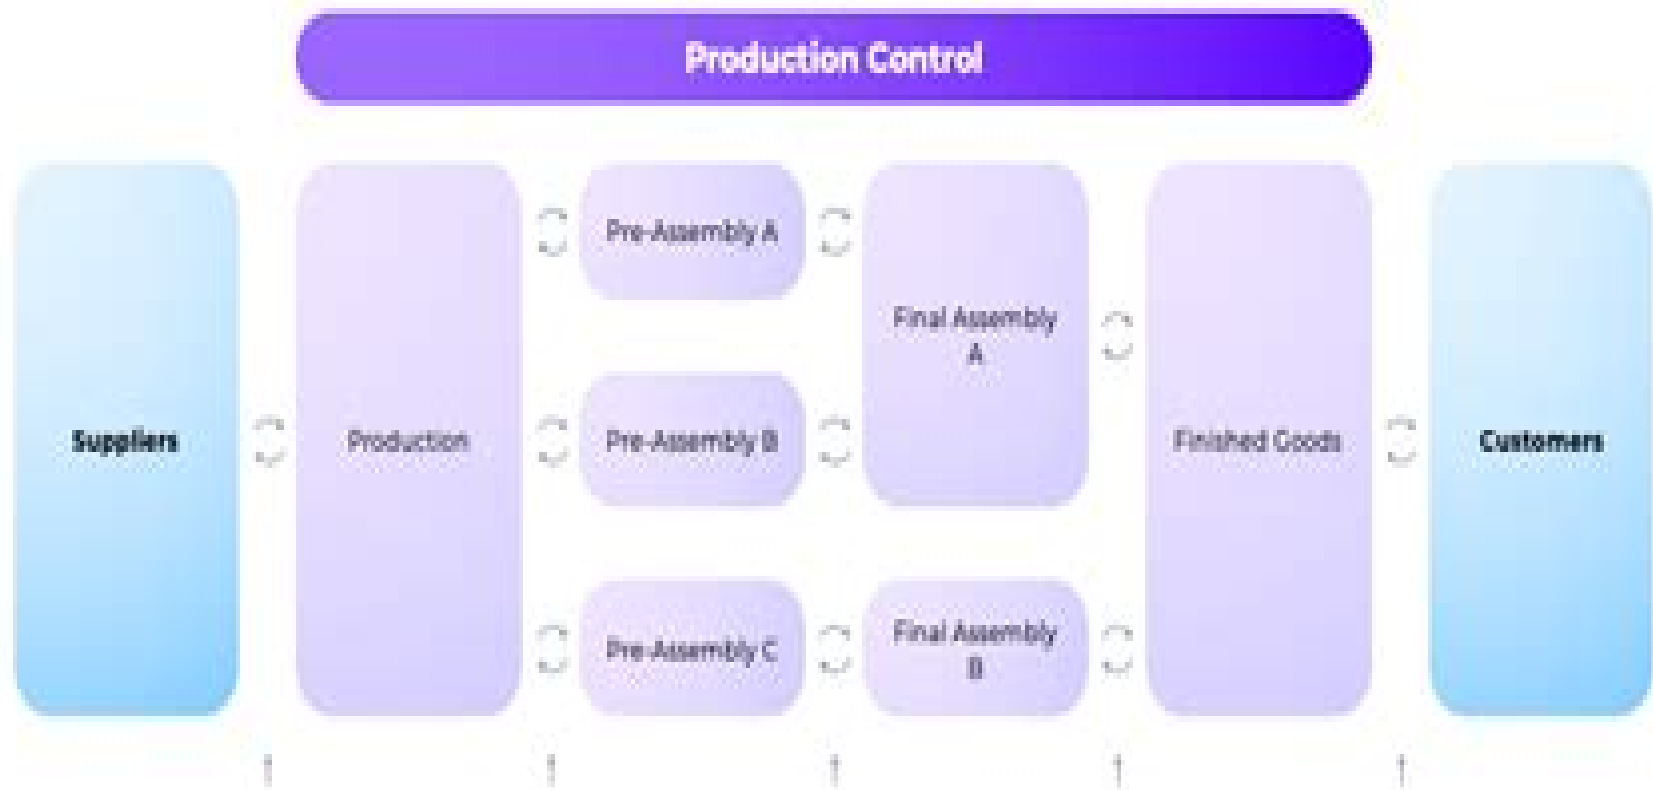 Production Control
Pre-Assembly A
Final Assembly
A
Suppliers
Production
Pre-Assembly B
Finished Goods
Customers
Pre-Assembly C
Final Assembly
B